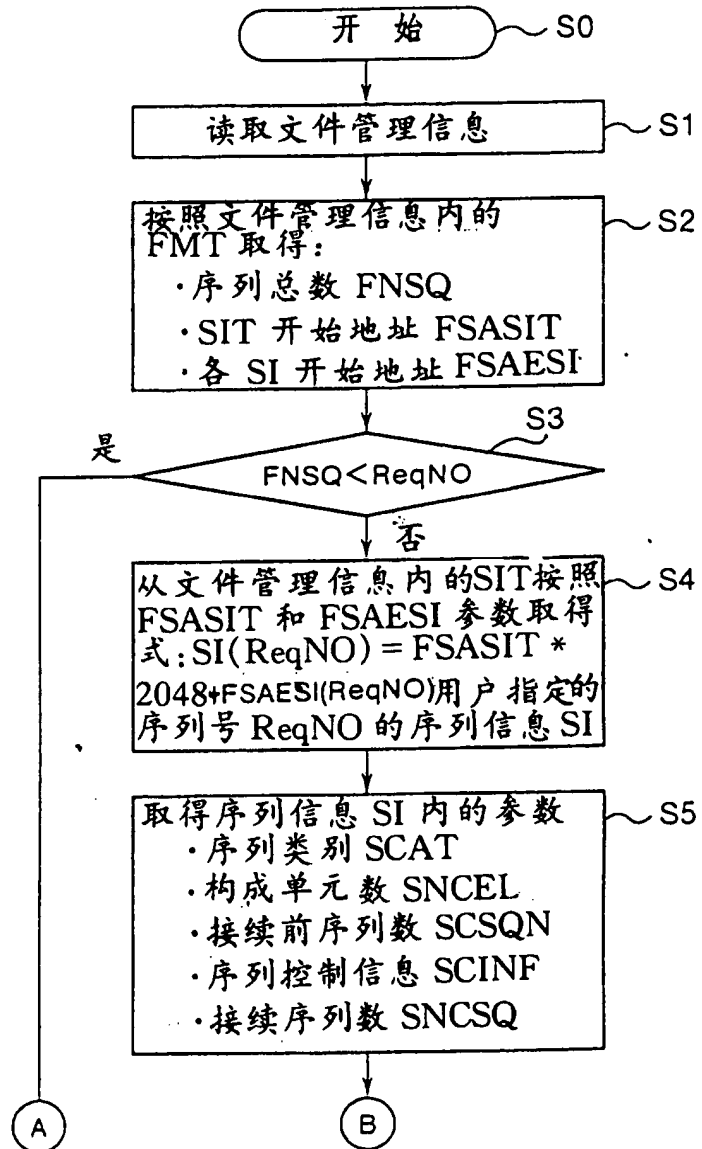 开 始
S0
读取文件管理信息
S1
按照文件管理信息内的
FMT 取得:
·序列总数 FNSQ
·SIT 开始地址 FSASIT
·各 SI 开始地址 FSAESI
S2
S3
是
FNSQ<ReqNO
否
从文件管理信息内的SIT按照
FSASIT 和 FSAESI 参数取得
式:SI(ReqNO)=FSASIT *
2048+FSAESI(ReqNO)用户指定的
序列号 ReqNO 的序列信息 SI
S4
取得序列信息 SI 内的参数
·序列类别 SCAT
·构成单元数 SNCEL
·接续前序列数 SCSQN
·序列控制信息 SCINF
·接续序列数 SNCSQ
S5
A
B